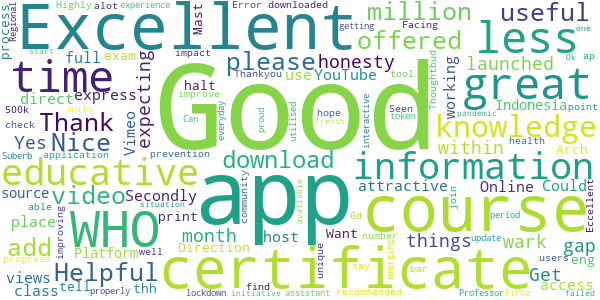 Highly alot experience
Error downloaded
process
Regional
Excellent
Mast
Facing
million
useful
full exam
offered
less
time
please
honesty
getting
start
impact
Thankyou
use YouTube
launched
one
Ok ap
direct
express
halt
tool
working
Indonesia
point
500k
improve
Can
everyday
Good
Seen
token
Thoughtbud
great
check
Thank
expecting
proud
utilised
hope
frensh
interactive
pandemic
marks
Yes Nice
Vimeo
knowledge
Suberb
application
prevention
download
within
Arch
health
educative
app
information
source
video
Secondly
community
available
attractive
Online
Could
able
situation
join
place
WHO
print
course
Want
things
wark
gap
period
update
add
improving
Platform
month
host
Direction
unique
number
emerging
Get
eng
users
Eccellent
progress
Helpful
certificate
say
bar
access
views
class
tell
thh
well
properly
find
lockdown
initiative
assistant
Gd
recommended
Professor
Firoz
failed